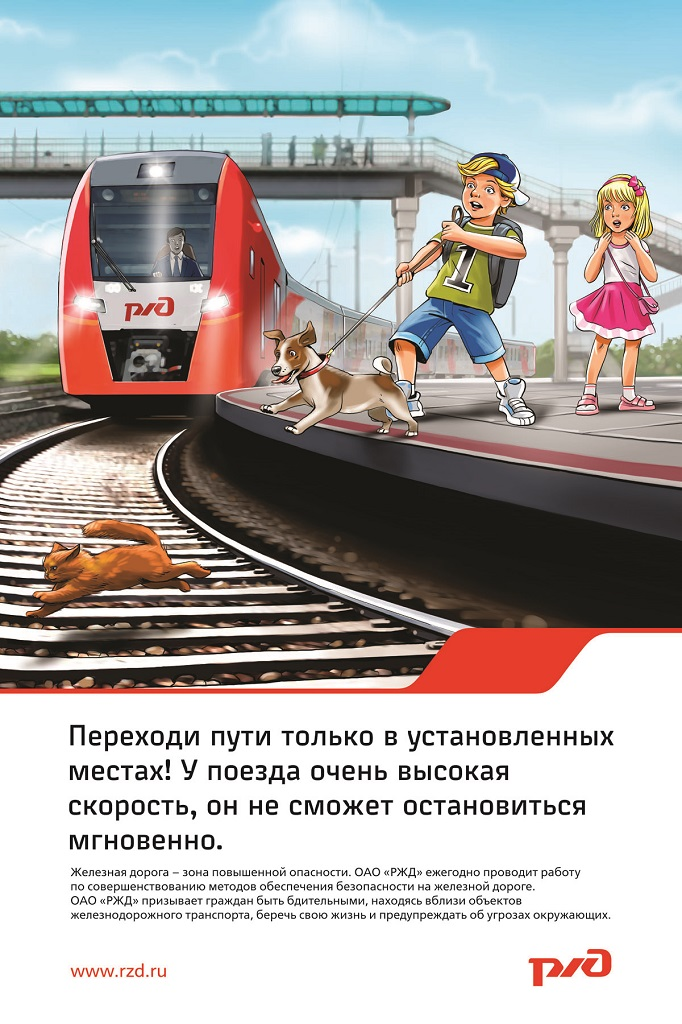 РЖД
1
Переходи пути только в установленных
местах! У поезда очень высокая
скорость, он не сможет остановиться
мгновенно.
Железная дорога – зона повышенной опасности. ОАО «РЖД» ежегодно проводит работу
по совершенствованию методов обеспечения безопасности на железной дороге.
ОАО «РЖД» призывает граждан быть бдительными, находясь вблизи объектов
железнодорожного транспорта, беречь свою жизнь и предупреждать об угрозах окружающих.
www.rzd.ru
РЖД